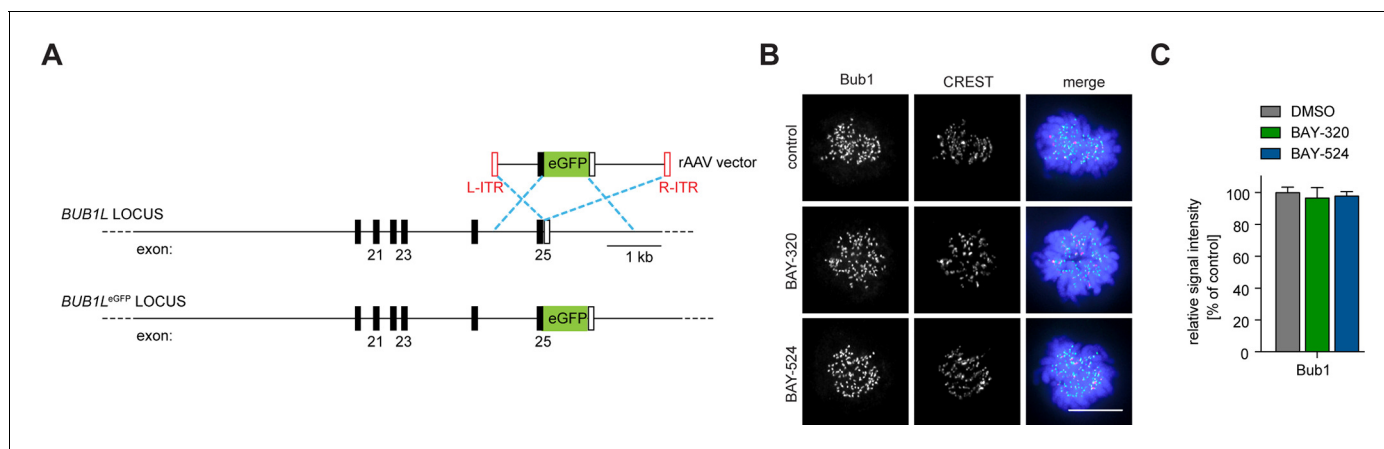 A
eGFP
rAAV vector
L-ITR
R-ITR
BUB1L LOCUS
exon:
21
23
25
1 kb
BUB1LeGFP LOCUS
eGFP
exon:
21
23
25
B
Bub1
CREST
merge
control
BAY-320
BAY-524
C
DMSO
BAY-320
BAY-524
relative signal intensity
[% of control]
100
80
60
40
20
0
Bub1